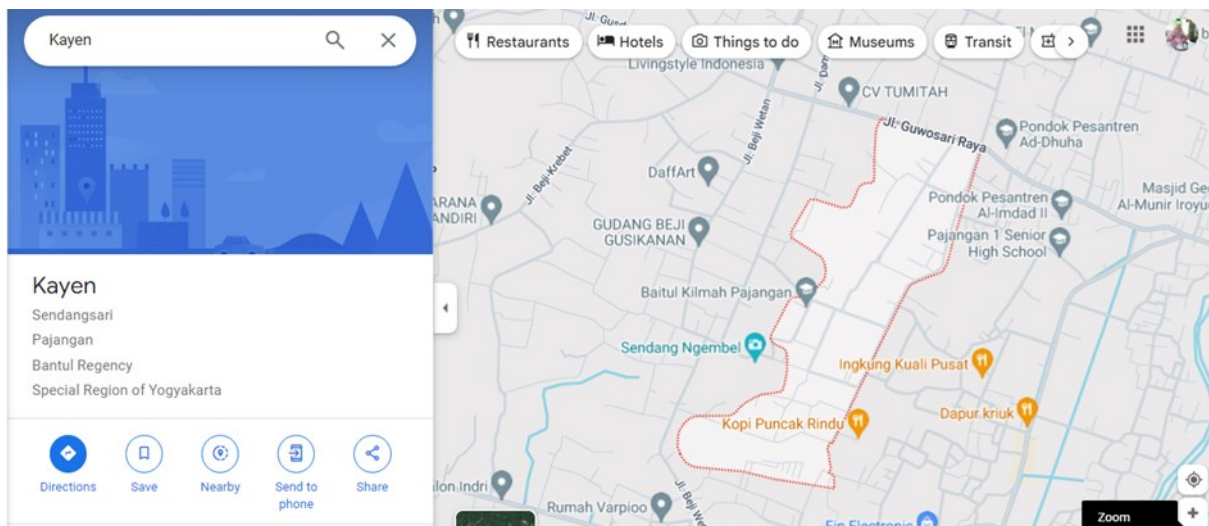 Kayen
Kayen
Sendangsari
Pajangan
Bantul Regency
Special Region of Yogyakarta
Directions
Save
Nearby
Send to
phone
Share
Restaurants
Hotels
Things to do
Museums
Transit
Livingstyle Indonesia
CV TUMITAH
Jl. Guwosari Raya
Jl. Beji Wetan
Pondok Pesantren
Ad-Dhuha
DaffArt
Jl. Beji-Krebet
ARANA
ANDIRI
Pondok Pesantren
Al-Imdad II
Masjid Ge
Al-Munir Iroyu
GUDANG BEJI
GUSIKANAN
Pajangan 1 Senior
High School
Baitul Kilmah Pajangan
Sendang Ngembel
Ingkung Kuali Pusat
Kopi Puncak Rindu
Dapur kriuk
lon Indri
Rumah Varpioo
Jl. Beji We
Zoom